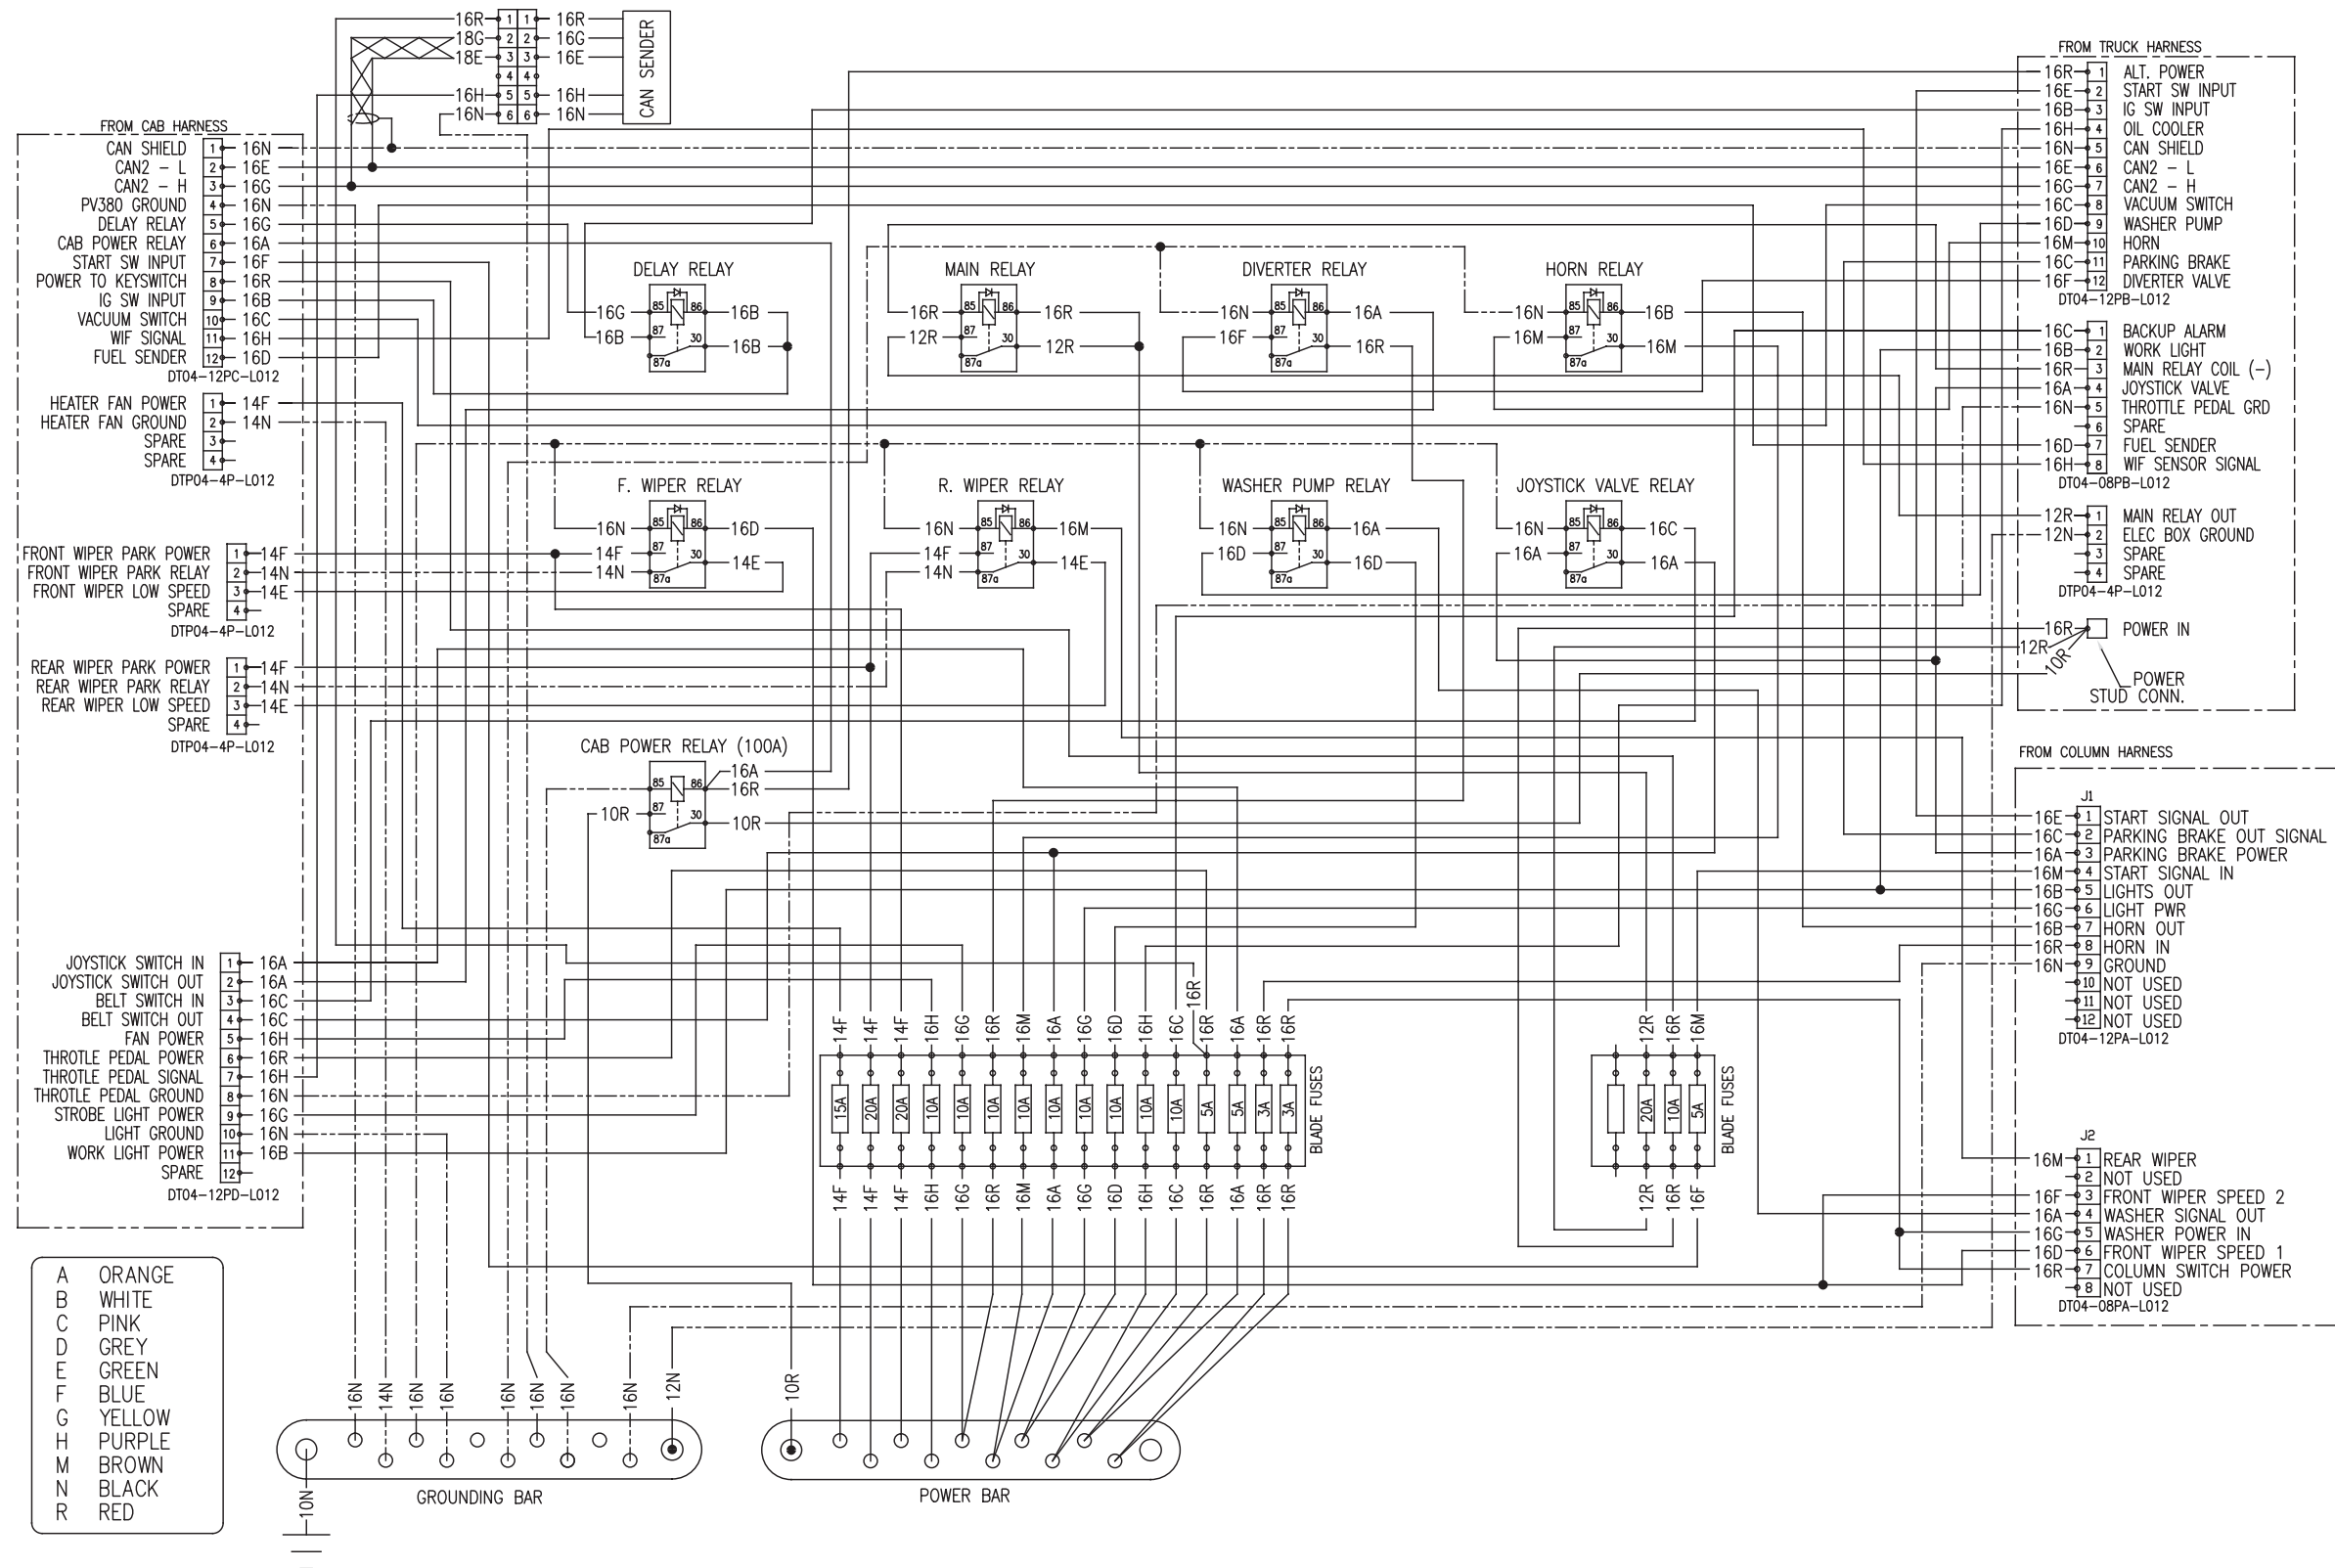 16R 1 1 16R
18G 2 2 16G
18E 3 3 16E
4 4
16H 5 5 16H
16N 6 6 16N
CAN SENDER
FROM CAB HARNESS
CAN SHIELD 1 16N
CAN2 - L 2 16E
CAN2 - H 3 16G
PV380 GROUND 4 16N
DELAY RELAY 5 16G
CAB POWER RELAY 6 16A
START SW INPUT 7 16F
POWER TO KEYSWITCH 8 16R
IG SW INPUT 9 16B
VACUUM SWITCH 10 16C
WIF SIGNAL 11 16H
FUEL SENDER 12 16D
DT04-12PC-L012
HEATER FAN POWER 1 14F
HEATER FAN GROUND 2 14N
SPARE 3
SPARE 4
DTP04-4P-L012
FRONT WIPER PARK POWER 1 14F
FRONT WIPER PARK RELAY 2 14N
FRONT WIPER LOW SPEED 3 14E
SPARE 4
DTP04-4P-L012
REAR WIPER PARK POWER 1 14F
REAR WIPER PARK RELAY 2 14N
REAR WIPER LOW SPEED 3 14E
SPARE 4
DTP04-4P-L012
JOYSTICK SWITCH IN 1 16A
JOYSTICK SWITCH OUT 2 16A
BELT SWITCH IN 3 16C
BELT SWITCH OUT 4 16C
FAN POWER 5 16H
THROTLE PEDAL POWER 6 16R
THROTLE PEDAL SIGNAL 7 16H
THROTLE PEDAL GROUND 8 16N
STROBE LIGHT POWER 9 16G
LIGHT GROUND 10 16N
WORK LIGHT POWER 11 16B
SPARE 12
DT04-12PD-L012
DELAY RELAY
16G 85 86 16B
16B 87 30 16B
87a
MAIN RELAY
16R 85 86 16R
12R 87 30 12R
87a
DIVERTER RELAY
16N 85 86 16A
16F 87 30 16R
87a
HORN RELAY
16N 85 86 16B
16M 87 30 16M
87a
F. WIPER RELAY
16N 85 86 16D
14F 87 30 14E
14N 87a
R. WIPER RELAY
16N 85 86 16M
14F 87 30 14E
14N 87a
WASHER PUMP RELAY
16N 85 86 16A
16D 87 30 16D
87a
JOYSTICK VALVE RELAY
16N 85 86 16C
16A 87 30 16A
87a
CAB POWER RELAY (100A)
16A
85 86 16R
10R 87 30 10R
87a
FROM TRUCK HARNESS
16R 1 ALT. POWER
16E 2 START SW INPUT
16B 3 IG SW INPUT
16H 4 OIL COOLER
16N 5 CAN SHIELD
16E 6 CAN2 - L
16G 7 CAN2 - H
16C 8 VACUUM SWITCH
16D 9 WASHER PUMP
16M 10 HORN
16C 11 PARKING BRAKE
16F 12 DIVERTER VALVE
DT04-12PB-L012
16C 1 BACKUP ALARM
16B 2 WORK LIGHT
16R 3 MAIN RELAY COIL (-)
16A 4 JOYSTICK VALVE
16N 5 THROTTLE PEDAL GRD
6 SPARE
16D 7 FUEL SENDER
16H 8 WIF SENSOR SIGNAL
DT04-08PB-L012
12R 1 MAIN RELAY OUT
12N 2 ELEC BOX GROUND
3 SPARE
4 SPARE
DTP04-4P-L012
16R POWER IN
12R
10R
POWER
STUD CONN.
FROM COLUMN HARNESS
J1
16E 1 START SIGNAL OUT
16C 2 PARKING BRAKE OUT SIGNAL
16A 3 PARKING BRAKE POWER
16M 4 START SIGNAL IN
16B 5 LIGHTS OUT
16G 6 LIGHT PWR
16B 7 HORN OUT
16R 8 HORN IN
16N 9 GROUND
10 NOT USED
11 NOT USED
12 NOT USED
DT04-12PA-L012
J2
16M 1 REAR WIPER
2 NOT USED
16F 3 FRONT WIPER SPEED 2
16A 4 WASHER SIGNAL OUT
16G 5 WASHER POWER IN
16D 6 FRONT WIPER SPEED 1
16R 7 COLUMN SWITCH POWER
8 NOT USED
DT04-08PA-L012
16R
14F 14F 14F 16H 16G 16R 16M 16A 16G 16D 16H 16C 16R 16A 16R 16R
15A 20A 20A 10A 10A 10A 10A 10A 10A 10A 10A 10A 5A 5A 3A 3A
BLADE FUSES
14F 14F 14F 16H 16G 16R 16M 16A 16G 16D 16H 16C 16R 16A 16R 16R
12R 16R 16M
20A 10A 5A
BLADE FUSES
12R 16R 16F
A ORANGE
B WHITE
C PINK
D GREY
E GREEN
F BLUE
G YELLOW
H PURPLE
M BROWN
N BLACK
R RED
16N 14N 16N 16N 16N 16N 16N 16N 12N
10R
GROUNDING BAR
POWER BAR
10N